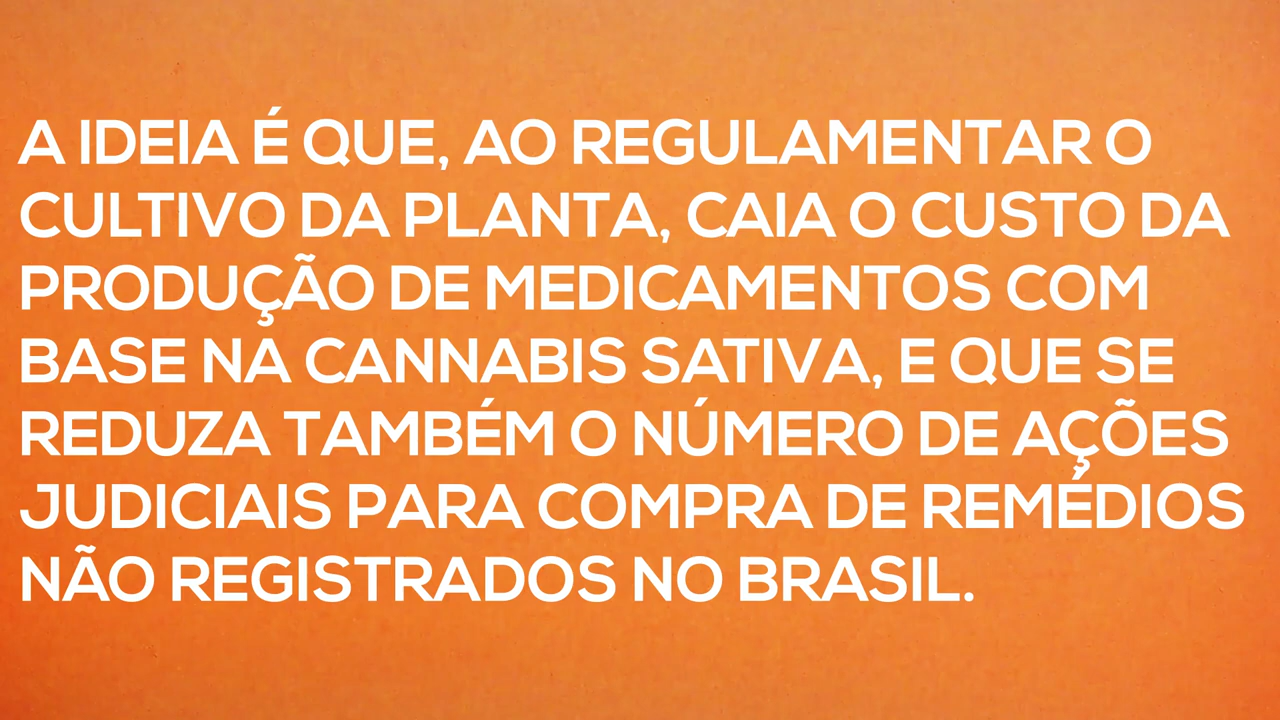 A IDEIA É QUE, AO REGULAMENTAR O
CULTIVO DA PLANTA, CAIA O CUSTO DA
PRODUÇÃO DE MEDICAMENTOS COM
BASE NA CANNABIS SATIVA, E QUE SE
REDUZA TAMBÉM O NÚMERO DE AÇÕES
JUDICIAIS PARA COMPRA DE REMÉDIOS
NÃO REGISTRADOS NO BRASIL.